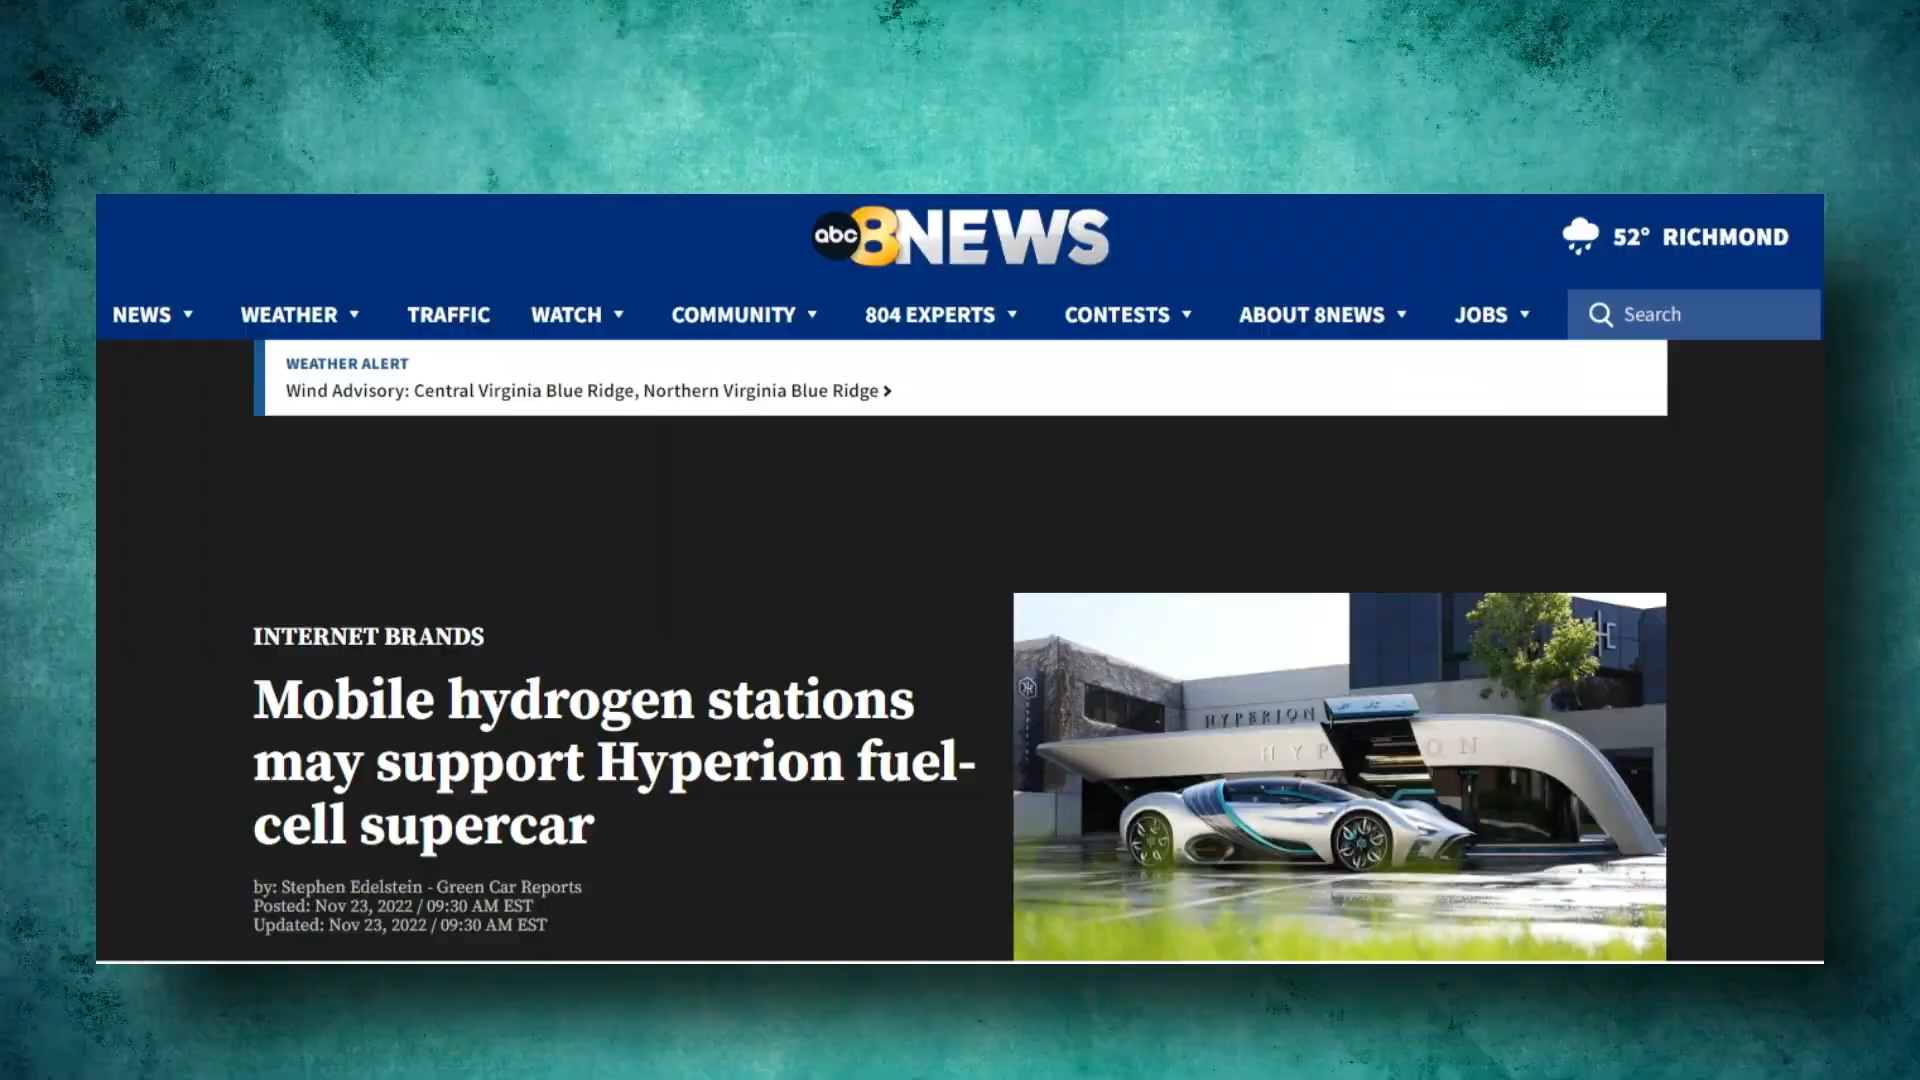 abc 8NEWS
52° RICHMOND
NEWS WEATHER TRAFFIC WATCH COMMUNITY 804 EXPERTS CONTESTS ABOUT 8NEWS JOBS Search
WEATHER ALERT
Wind Advisory: Central Virginia Blue Ridge, Northern Virginia Blue Ridge
INTERNET BRANDS
Mobile hydrogen stations
may support Hyperion fuel-
cell supercar
by: Stephen Edelstein - Green Car Reports
Posted: Nov 23, 2022 / 09:30 AM EST
Updated: Nov 23, 2022 / 09:30 AM EST
HYPERION